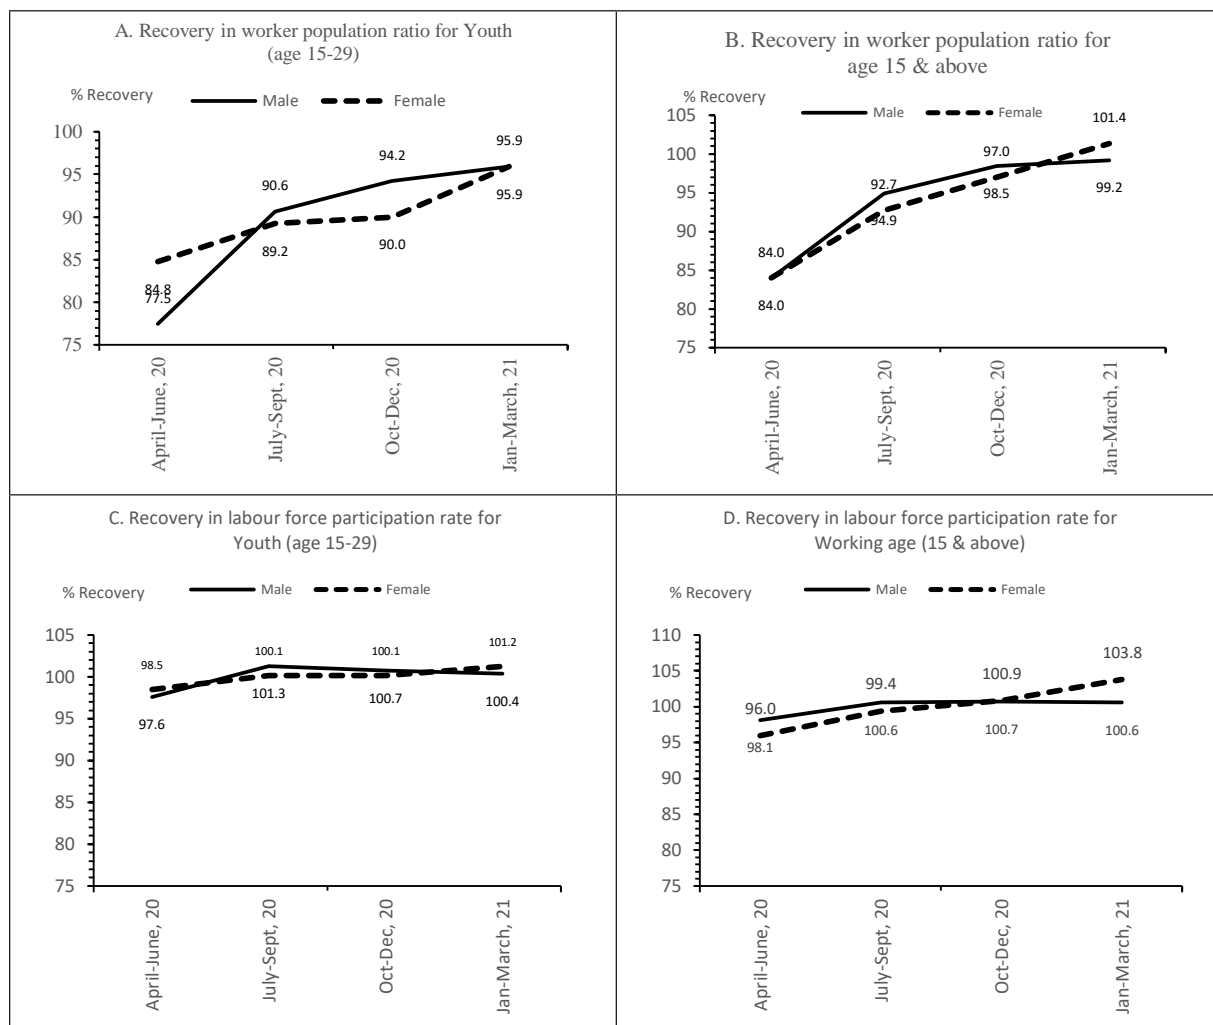 A. Recovery in worker population ratio for Youth
(age 15-29)
% Recovery
Male
Female
100
95
90
85
80
75
95.9
94.2
90.6
95.9
89.2
90.0
84.8
77.5
April-June, 20
July-Sept, 20
Oct-Dec, 20
Jan-March, 21
B. Recovery in worker population ratio for
age 15 & above
% Recovery
Male
Female
105
100
95
90
85
80
75
101.4
97.0
92.7
99.2
98.5
94.9
84.0
84.0
April-June, 20
July-Sept, 20
Oct-Dec, 20
Jan-March, 21
C. Recovery in labour force participation rate for
Youth (age 15-29)
% Recovery
Male
Female
105
100
95
90
85
80
75
98.5
100.1
100.1
101.2
97.6
101.3
100.7
100.4
April-June, 20
July-Sept, 20
Oct-Dec, 20
Jan-March, 21
D. Recovery in labour force participation rate for
Working age (15 & above)
% Recovery
Male
Female
110
105
100
95
90
85
80
75
96.0
99.4
100.9
103.8
98.1
100.6
100.7
100.6
April-June, 20
July-Sept, 20
Oct-Dec, 20
Jan-March, 21